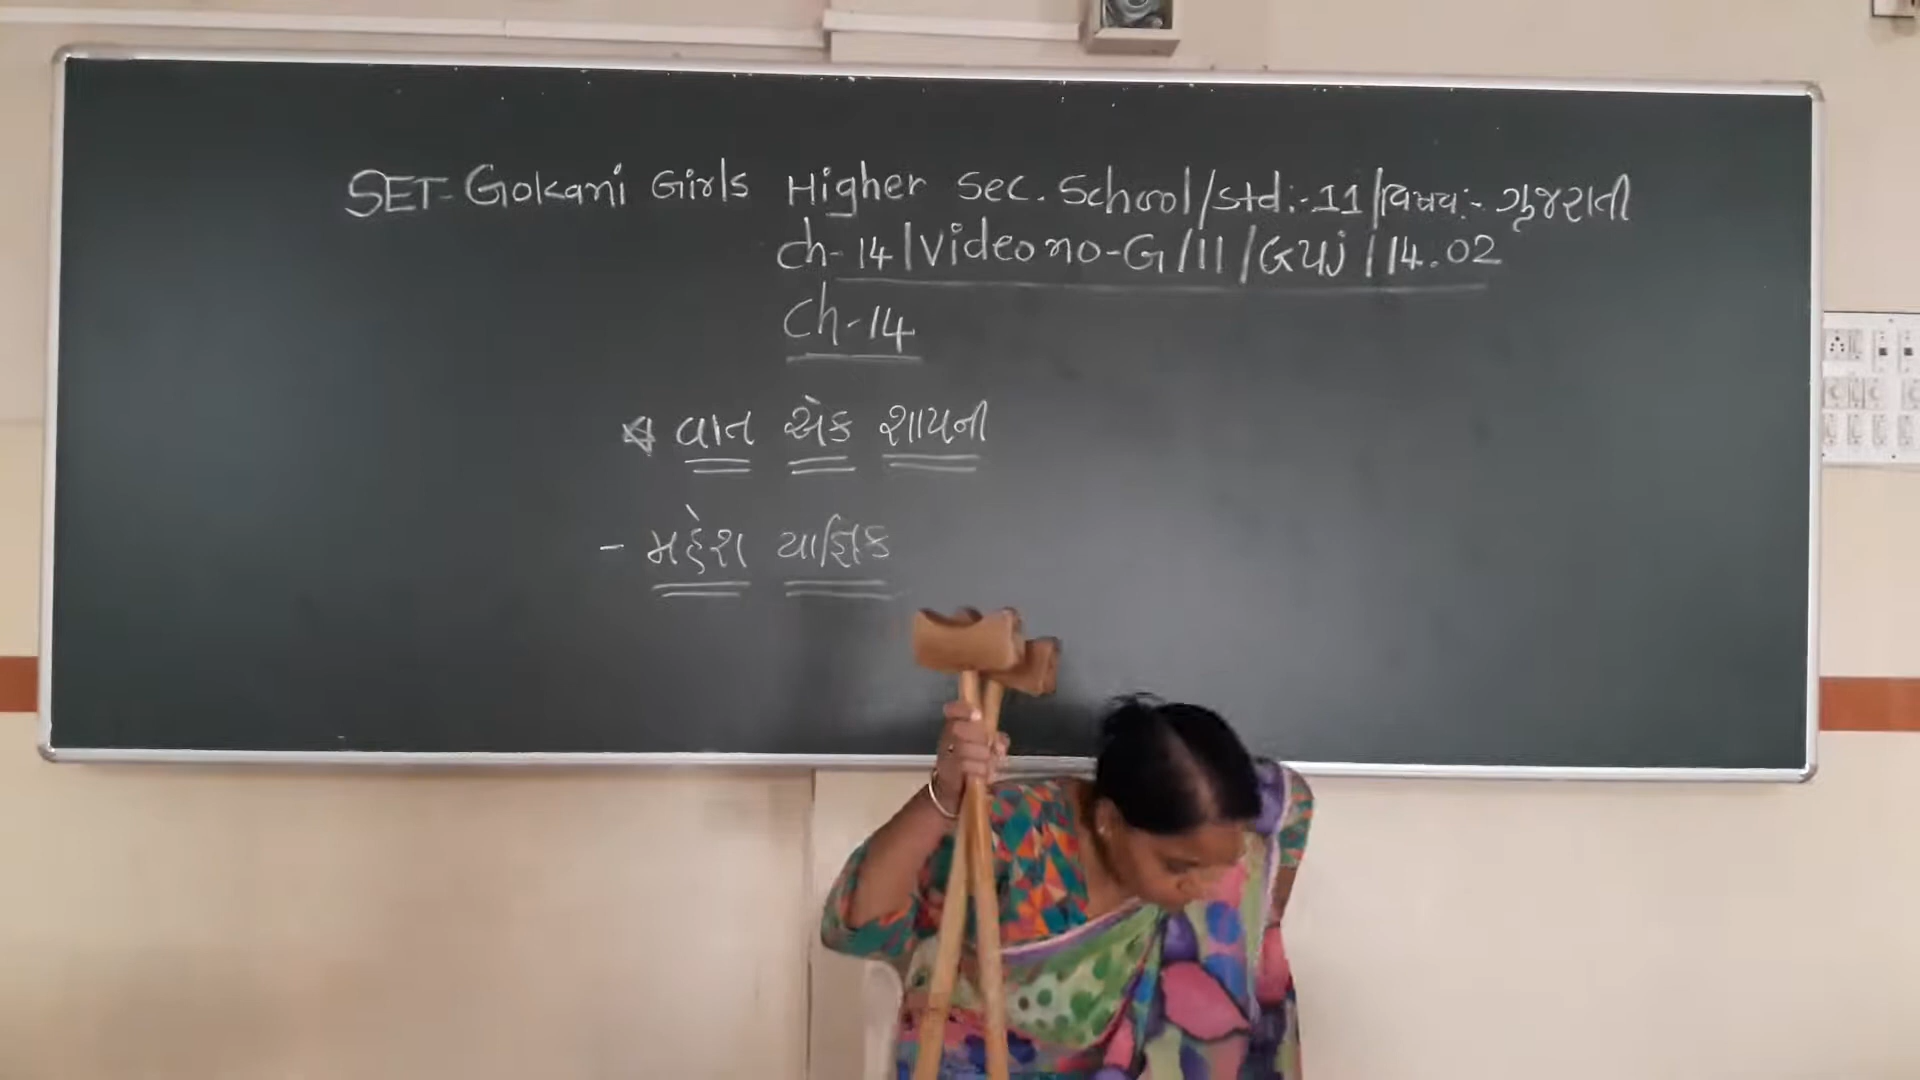 SET-Gokani Girls Higher Sec. School/std:-11/વિષય:- ગુજરાતી
ch-14/Video no-G/11/Guj/14.02
Ch-14
વાત એક શાયની
- મહેશ યાજ્ઞિક